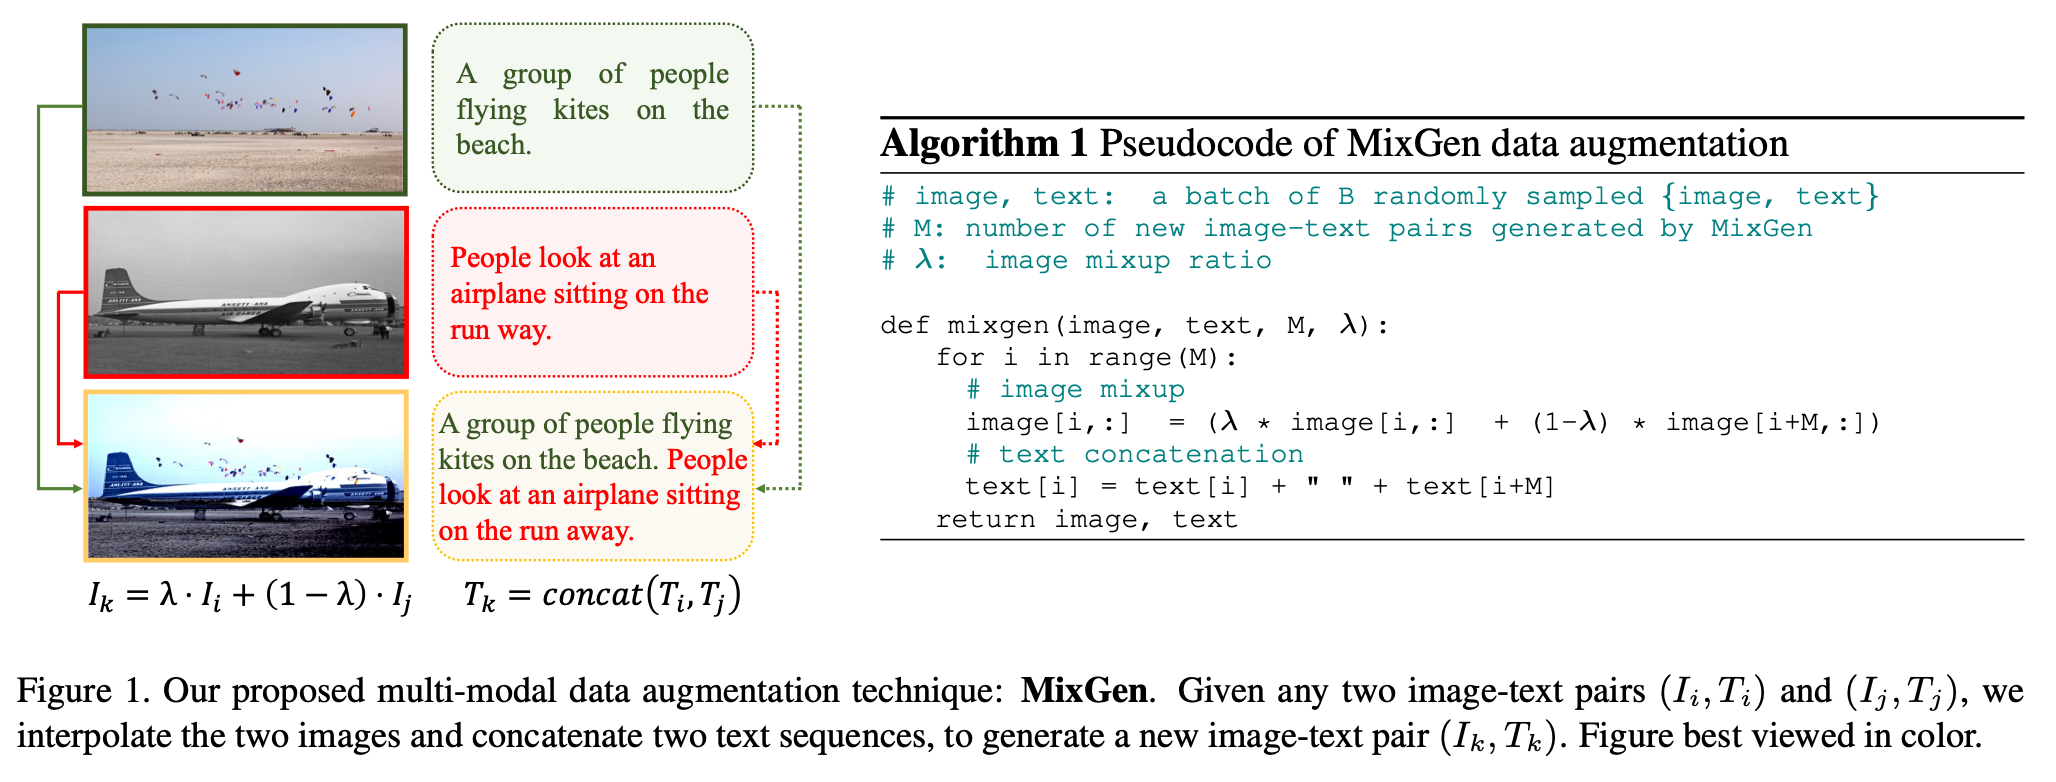 A group of people
flying kites on the
beach.
People look at an
airplane sitting on the
run way.
A group of people flying
kites on the beach. People
look at an airplane sitting
on the run away.
ANSETT-ANA
I_k = λ · I_i + (1 − λ) · I_j
T_k = concat(T_i, T_j)
Algorithm 1 Pseudocode of MixGen data augmentation
# image, text: a batch of B randomly sampled {image, text}
# M: number of new image-text pairs generated by MixGen
# λ: image mixup ratio
def mixgen(image, text, M, λ):
for i in range(M):
# image mixup
image[i,:] = (λ * image[i,:] + (1-λ) * image[i+M,:])
# text concatenation
text[i] = text[i] + " " + text[i+M]
return image, text
Figure 1. Our proposed multi-modal data augmentation technique: MixGen. Given any two image-text pairs (I_i, T_i) and (I_j, T_j), we
interpolate the two images and concatenate two text sequences, to generate a new image-text pair (I_k, T_k). Figure best viewed in color.